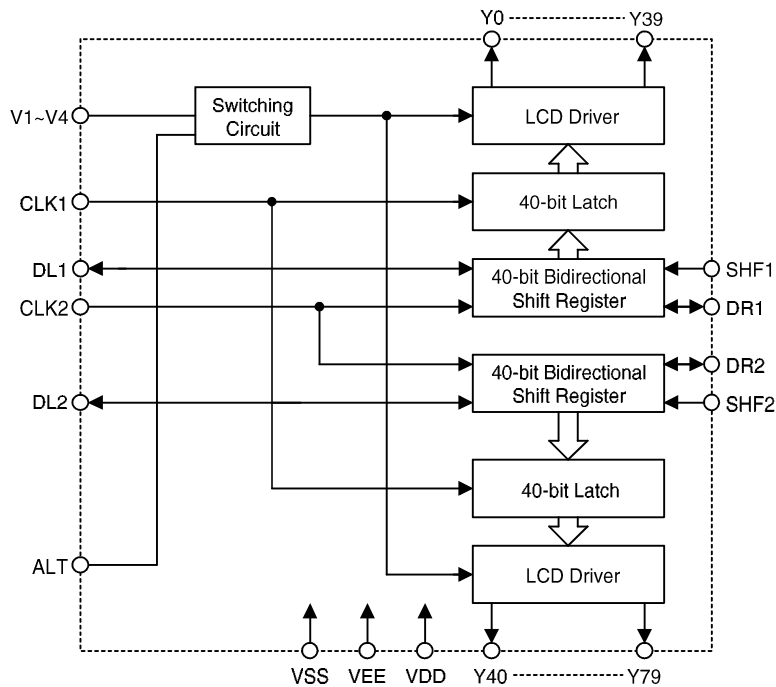 Y0 Y39
V1~V4
Switching
Circuit
LCD Driver
CLK1
40-bit Latch
DL1
40-bit Bidirectional
Shift Register
SHF1
CLK2
DR1
40-bit Bidirectional
Shift Register
DR2
DL2
SHF2
40-bit Latch
ALT
LCD Driver
VSS VEE VDD Y40 Y79